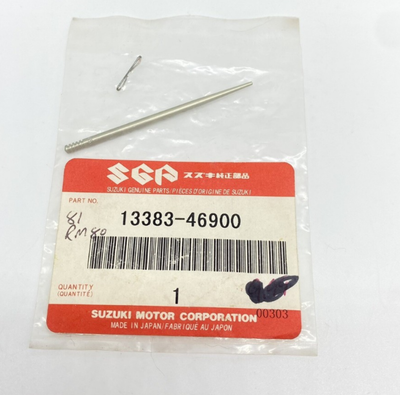 SGP スズキ純正部品
SUZUKI GENUINE PARTS/PIECES D'ORIGINE DE SUZUKI
PART NO.
13383-46900
81
RM80
QUANTITY
(QUANTITÉ)
1
00303
SUZUKI MOTOR CORPORATION
MADE IN JAPAN/FABRIQUE AU JAPON